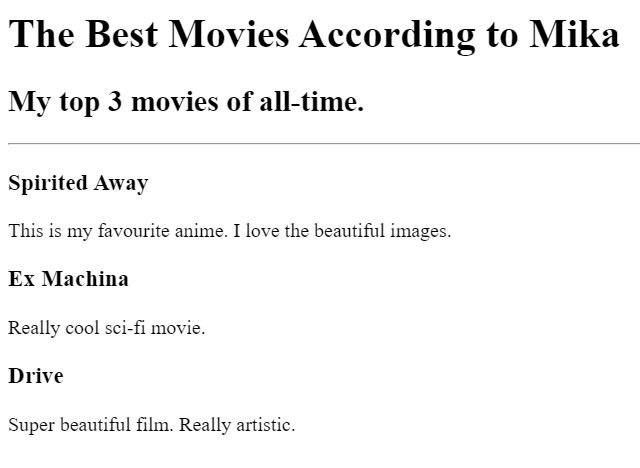 The Best Movies According to Mika
My top 3 movies of all-time.
Spirited Away
This is my favourite anime. I love the beautiful images.
Ex Machina
Really cool sci-fi movie.
Drive
Super beautiful film. Really artistic.